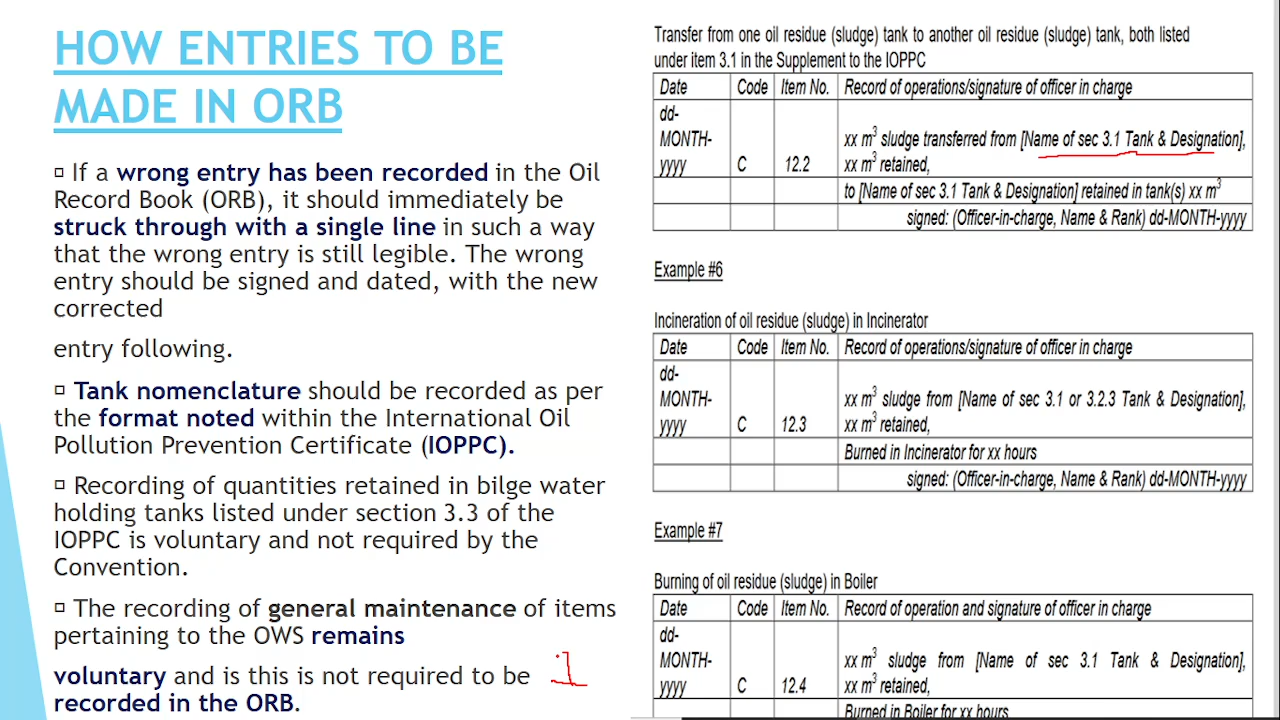 HOW ENTRIES TO BE
MADE IN ORB
If a wrong entry has been recorded in the Oil
Record Book (ORB), it should immediately be
struck through with a single line in such a way
that the wrong entry is still legible. The wrong
entry should be signed and dated, with the new
corrected
entry following.
Tank nomenclature should be recorded as per
the format noted within the International Oil
Pollution Prevention Certificate (IOPPC).
Recording of quantities retained in bilge water
holding tanks listed under section 3.3 of the
IOPPC is voluntary and not required by the
Convention.
The recording of general maintenance of items
pertaining to the OWS remains
voluntary and is this is not required to be
recorded in the ORB.
Transfer from one oil residue (sludge) tank to another oil residue (sludge) tank, both listed
under item 3.1 in the Supplement to the IOPPC
Date Code Item No. Record of operations/signature of officer in charge
dd-
MONTH- xx m³ sludge transferred from [Name of sec 3.1 Tank & Designation],
yyyy C 12.2 xx m³ retained,
to [Name of sec 3.1 Tank & Designation] retained in tank(s) xx m³
signed: (Officer-in-charge, Name & Rank) dd-MONTH-yyyy
Example #6
Incineration of oil residue (sludge) in Incinerator
Date Code Item No. Record of operations/signature of officer in charge
dd-
MONTH- xx m³ sludge from [Name of sec 3.1 or 3.2.3 Tank & Designation],
yyyy C 12.3 xx m³ retained,
Burned in Incinerator for xx hours
signed: (Officer-in-charge, Name & Rank) dd-MONTH-yyyy
Example #7
Burning of oil residue (sludge) in Boiler
Date Code Item No. Record of operation and signature of officer in charge
dd-
MONTH- xx m³ sludge from [Name of sec 3.1 Tank & Designation],
yyyy C 12.4 xx m³ retained,
Burned in Boiler for xx hours